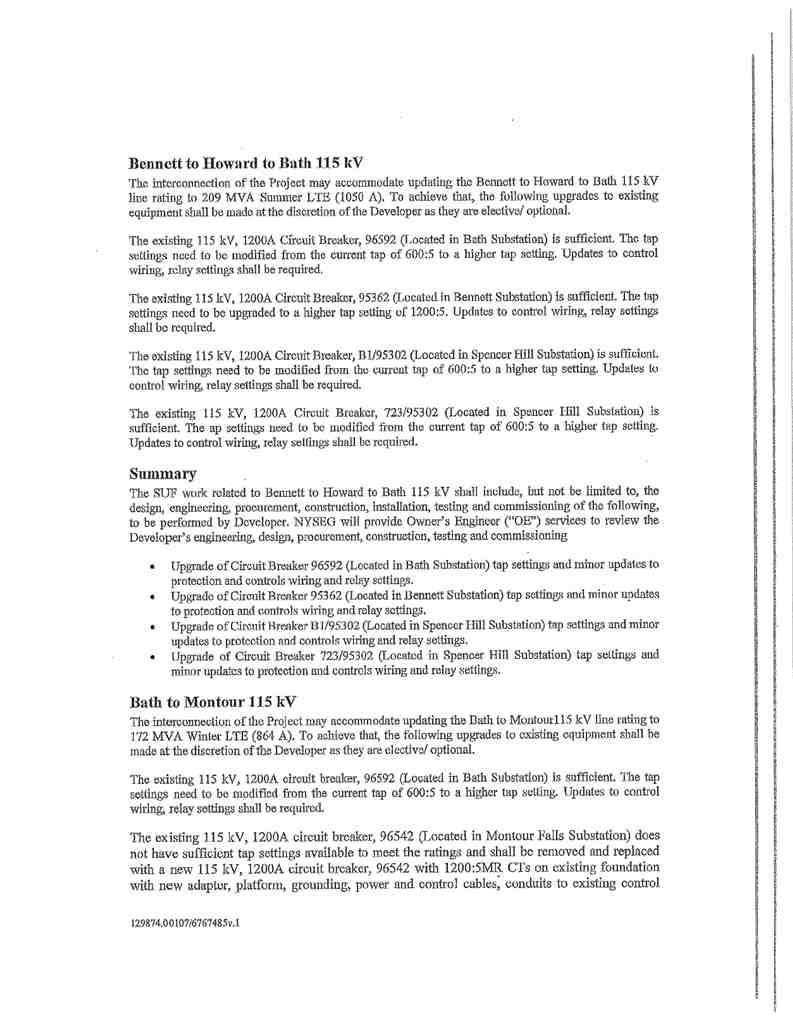 Bennett to Howard to Bath 115 kV
The interconnection of the Project may accommodate updating the Bennett to Howard to Bath 115 kV
line rating to 209 MVA Summer LTE (1050 A). To achieve that, the following upgrades to existing
equipment shall be made at the discretion of the Developer as they are elective/ optional.
The existing 115 kV, 1200A Circuit Breaker, 96592 (Located in Bath Substation) is sufficient. The tap
settings need to be modified from the current tap of 600:5 to a higher tap setting. Updates to control
wiring, relay settings shall be required.
The existing 115 kV, 1200A Circuit Breaker, 95362 (Located in Bennett Substation) is sufficient. The tap
settings need to be upgraded to a higher tap setting of 1200:5. Updates to control wiring, relay settings
shall be required.
The existing 115 kV, 1200A Circuit Breaker, B1/95302 (Located in Spencer Hill Substation) is sufficient.
The tap settings need to be modified from the current tap of 600:5 to a higher tap setting. Updates to
control wiring, relay settings shall be required.
The existing 115 kV, 1200A Circuit Breaker, 723/95302 (Located in Spencer Hill Substation) is
sufficient. The ap settings need to be modified from the current tap of 600:5 to a higher tap setting.
Updates to control wiring, relay settings shall be required.
Summary
The SUF work related to Bennett to Howard to Bath 115 kV shall include, but not be limited to, the
design, engineering, procurement, construction, installation, testing and commissioning of the following,
to be performed by Developer. NYSEG will provide Owner's Engineer ("OE") services to review the
Developer's engineering, design, procurement, construction, testing and commissioning
• Upgrade of Circuit Breaker 96592 (Located in Bath Substation) tap settings and minor updates to
protection and controls wiring and relay settings.
• Upgrade of Circuit Breaker 95362 (Located in Bennett Substation) tap settings and minor updates
to protection and controls wiring and relay settings.
• Upgrade of Circuit Breaker B1/95302 (Located in Spencer Hill Substation) tap settings and minor
updates to protection and controls wiring and relay settings.
• Upgrade of Circuit Breaker 723/95302 (Located in Spencer Hill Substation) tap settings and
minor updates to protection and controls wiring and relay settings.
Bath to Montour 115 kV
The interconnection of the Project may accommodate updating the Bath to Montour115 kV line rating to
172 MVA Winter LTE (864 A). To achieve that, the following upgrades to existing equipment shall be
made at the discretion of the Developer as they are elective/ optional.
The existing 115 kV, 1200A circuit breaker, 96592 (Located in Bath Substation) is sufficient. The tap
settings need to be modified from the current tap of 600:5 to a higher tap setting. Updates to control
wiring, relay settings shall be required.
The existing 115 kV, 1200A circuit breaker, 96542 (Located in Montour Falls Substation) does
not have sufficient tap settings available to meet the ratings and shall be removed and replaced
with a new 115 kV, 1200A circuit breaker, 96542 with 1200:5MR CTs on existing foundation
with new adaptor, platform, grounding, power and control cables, conduits to existing control
129874.00107/6767485v.1